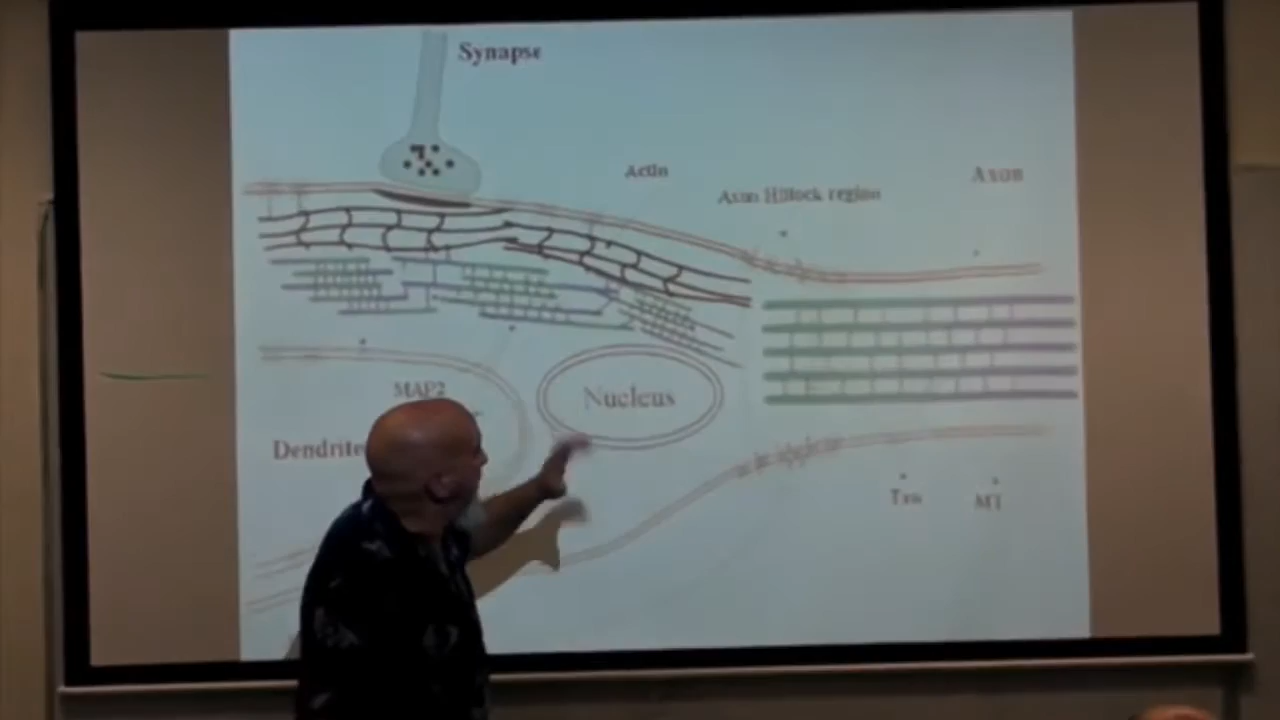 Synapse
Actin
Axon Hillock region
Axon
MAP2
Nucleus
Dendrite
Tau
MT